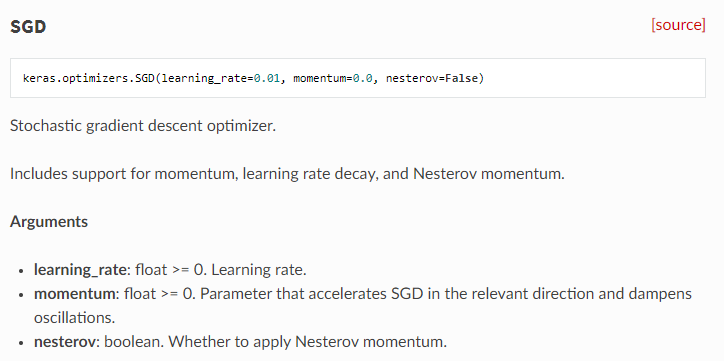 SGD [source]
keras.optimizers.SGD(learning_rate=0.01, momentum=0.0, nesterov=False)
Stochastic gradient descent optimizer.
Includes support for momentum, learning rate decay, and Nesterov momentum.
Arguments
• learning_rate: float >= 0. Learning rate.
• momentum: float >= 0. Parameter that accelerates SGD in the relevant direction and dampens
oscillations.
• nesterov: boolean. Whether to apply Nesterov momentum.